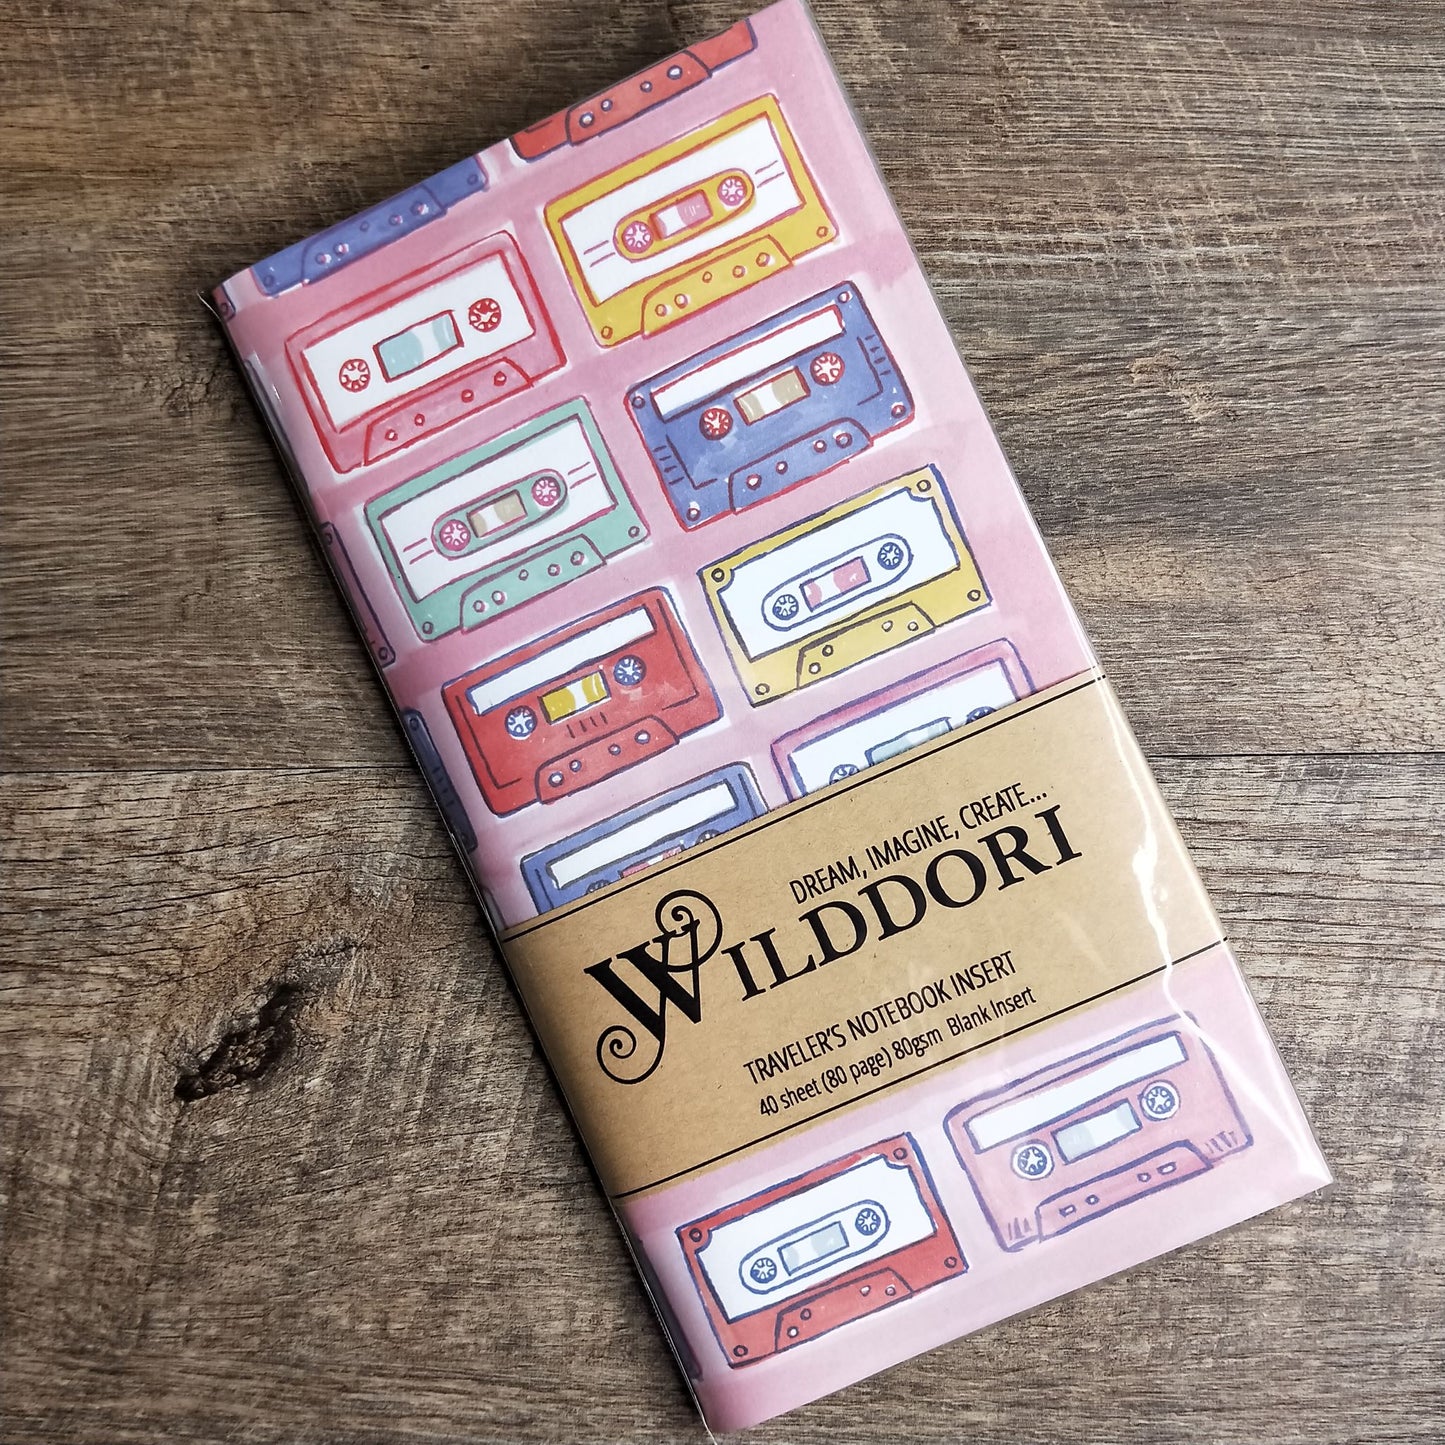 DREAM, IMAGINE, CREATE...
WILDDORI
TRAVELER'S NOTEBOOK INSERT
40 sheet (80 page) 80gsm Blank Insert